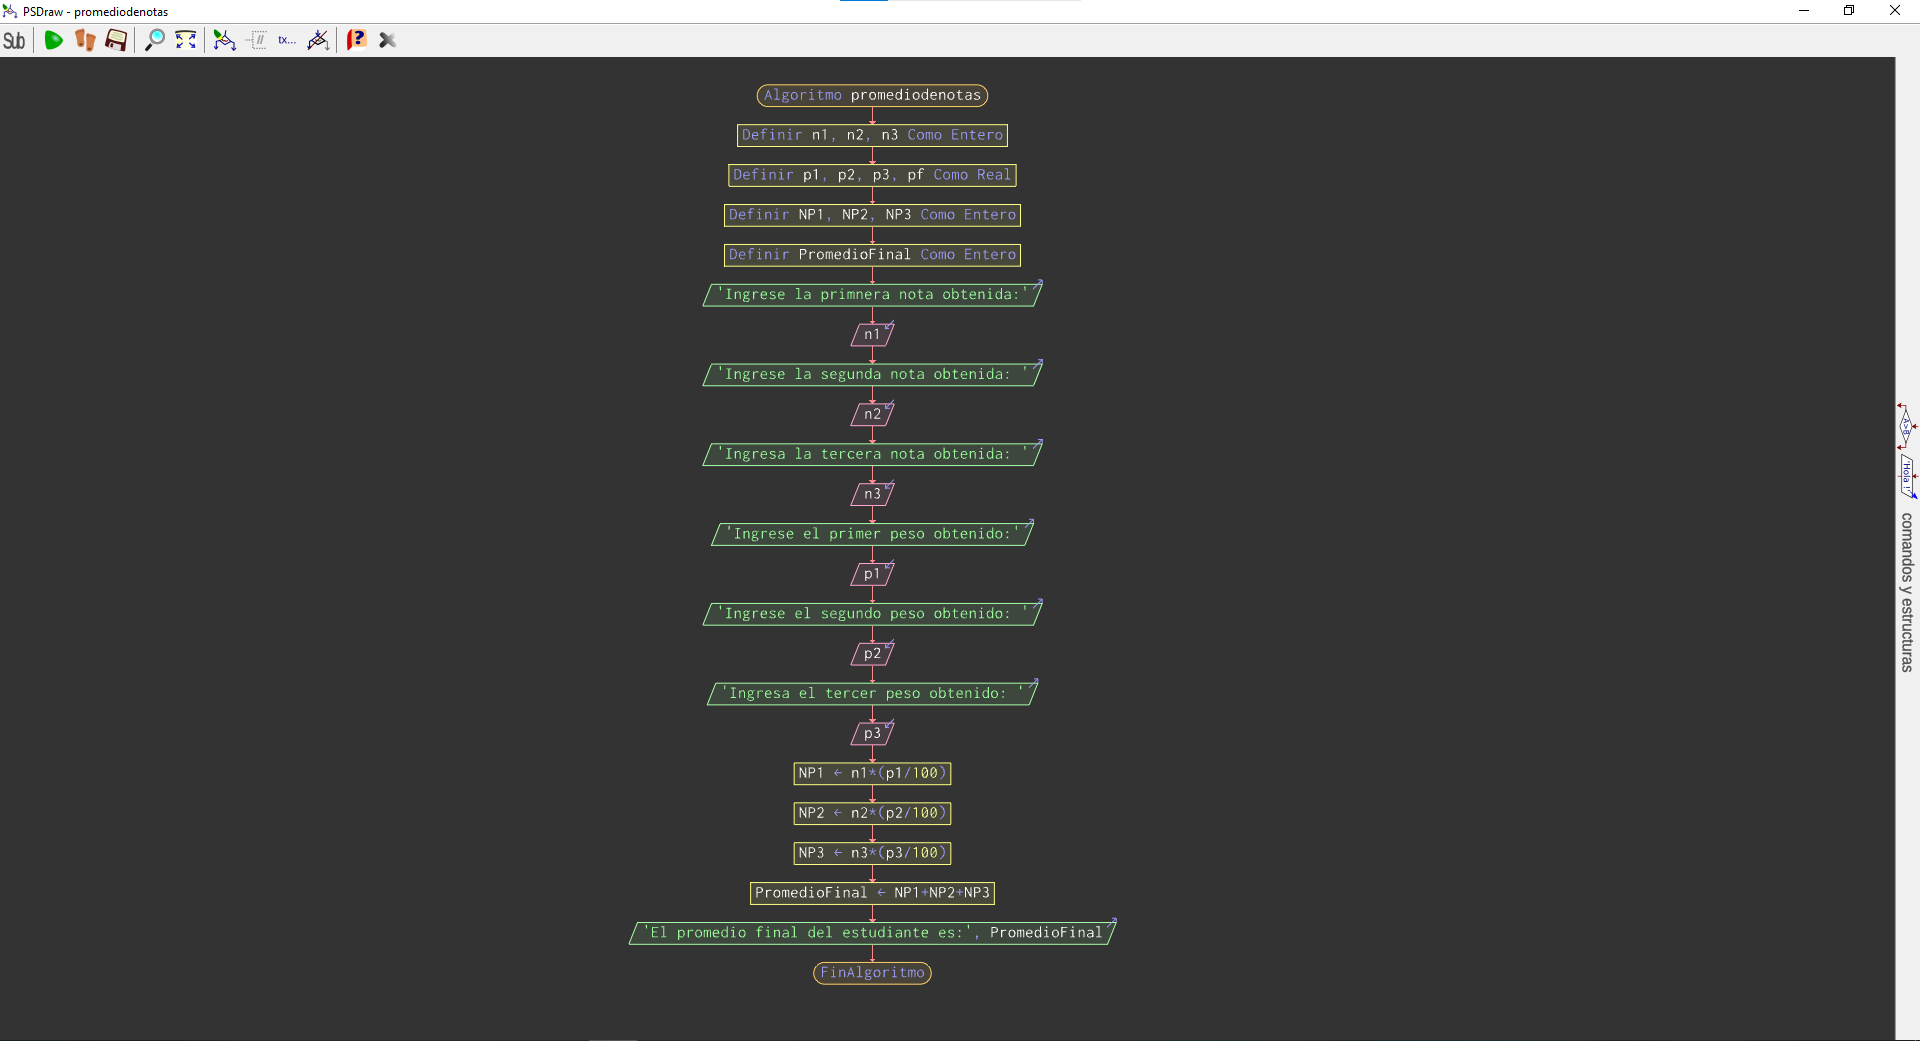 PSDraw - promediodenotas
Sub
tx...
Algoritmo promediodenotas
Definir n1, n2, n3 Como Entero
Definir p1, p2, p3, pf Como Real
Definir NP1, NP2, NP3 Como Entero
Definir PromedioFinal Como Entero
'Ingrese la primnera nota obtenida:'
n1
'Ingrese la segunda nota obtenida: '
n2
'Ingresa la tercera nota obtenida: '
n3
'Ingrese el primer peso obtenido:'
p1
'Ingrese el segundo peso obtenido: '
p2
'Ingresa el tercer peso obtenido: '
p3
NP1 ← n1*(p1/100)
NP2 ← n2*(p2/100)
NP3 ← n3*(p3/100)
PromedioFinal ← NP1+NP2+NP3
'El promedio final del estudiante es:', PromedioFinal
FinAlgoritmo
A>B
'Hola !'
comandos y estructuras